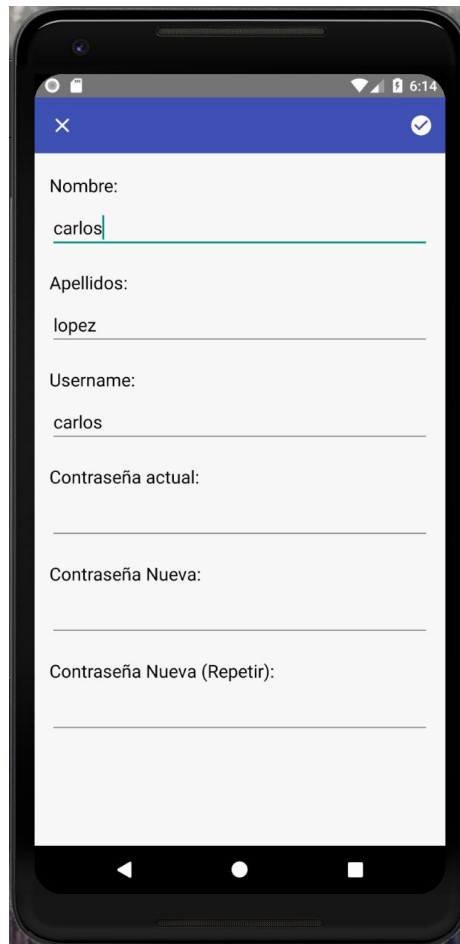 6:14
Nombre:
carlos
Apellidos:
lopez
Username:
carlos
Contraseña actual:
Contraseña Nueva:
Contraseña Nueva (Repetir):